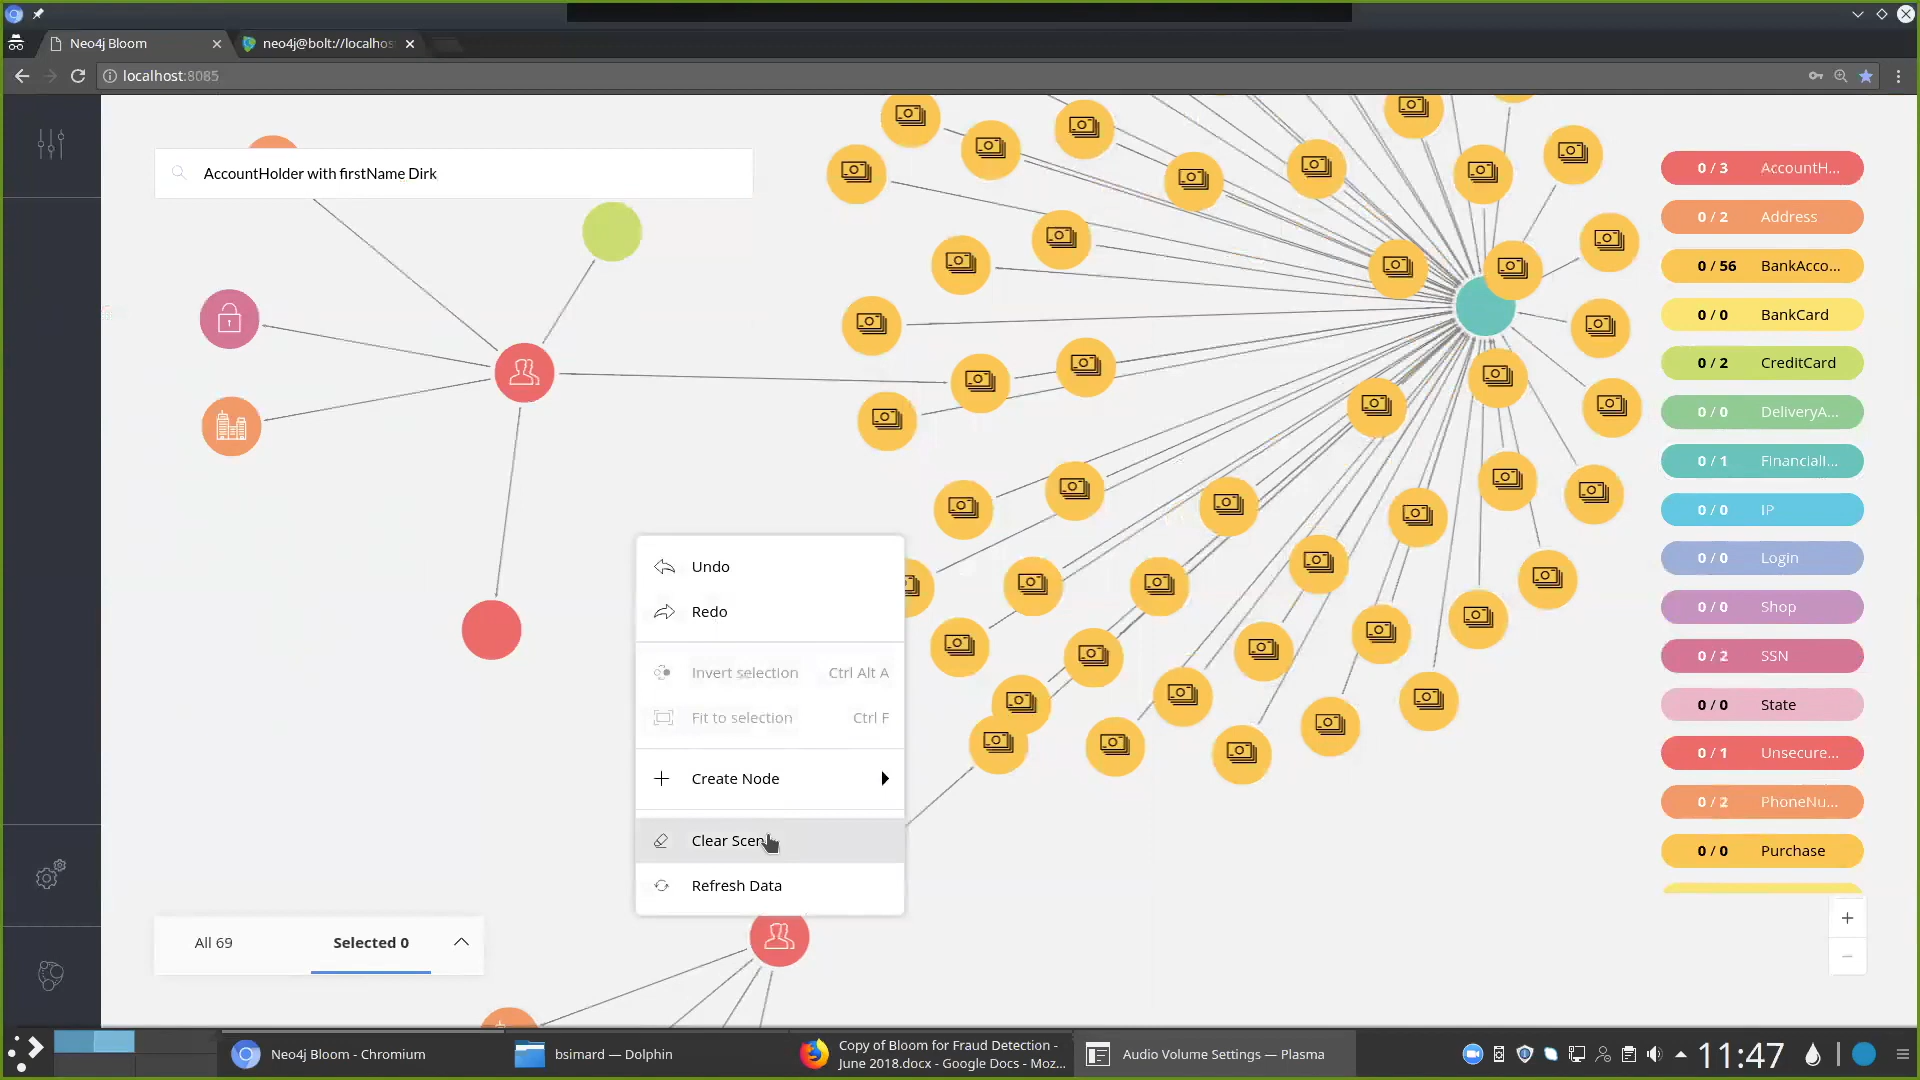 Neo4j Bloom
neo4j@bolt://localhos
localhost:8085
AccountHolder with firstName Dirk
0 / 3 AccountH...
0 / 2 Address
0 / 56 BankAcco...
0 / 0 BankCard
0 / 2 CreditCard
0 / 0 DeliveryA...
0 / 1 FinancialI...
0 / 0 IP
0 / 0 Login
0 / 0 Shop
0 / 2 SSN
0 / 0 State
0 / 1 Unsecure...
0 / 2 PhoneNu...
0 / 0 Purchase
Undo
Redo
Invert selection Ctrl Alt A
Fit to selection Ctrl F
Create Node
Clear Scen
Refresh Data
All 69 Selected 0
Neo4j Bloom - Chromium
bsimard — Dolphin
Copy of Bloom for Fraud Detection -
June 2018.docx - Google Docs - Moz...
Audio Volume Settings — Plasma
11:47